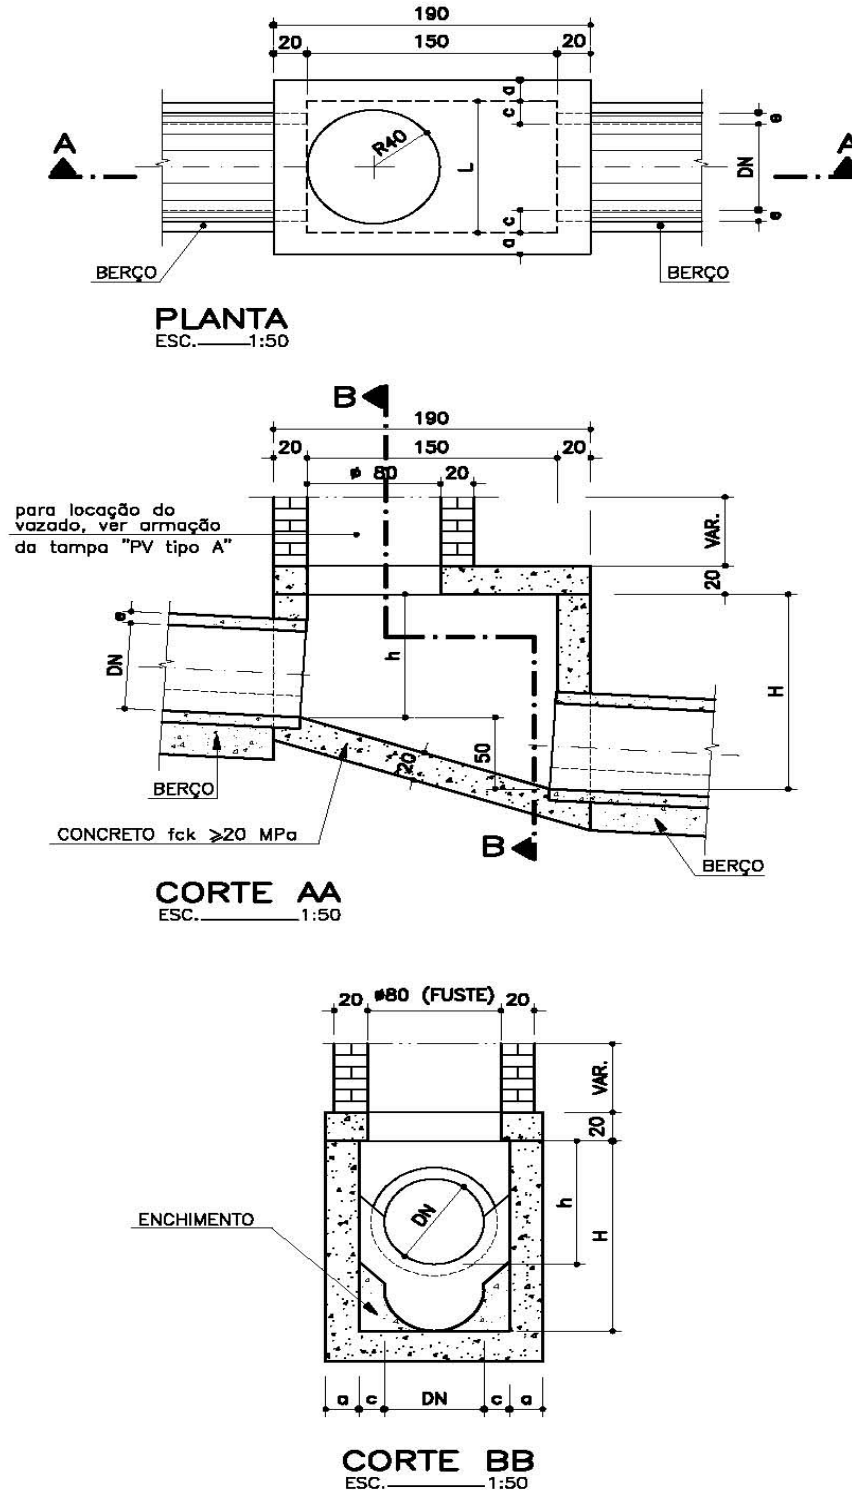 190
20 150 20
a
c
e
A
R40
L
DN
A
c
a
e
BERÇO
BERÇO
PLANTA
ESC. 1:50
B
190
20 150 20
ø 80 20
para locação do
vazado, ver armação
da tampa "PV tipo A"
VAR.
20
e
DN
h
H
50
20
BERÇO
CONCRETO fck ≥20 MPa
B
BERÇO
CORTE AA
ESC. 1:50
20 ø80 (FUSTE) 20
VAR.
20
DN
h
H
ENCHIMENTO
a c DN c a
CORTE BB
ESC. 1:50